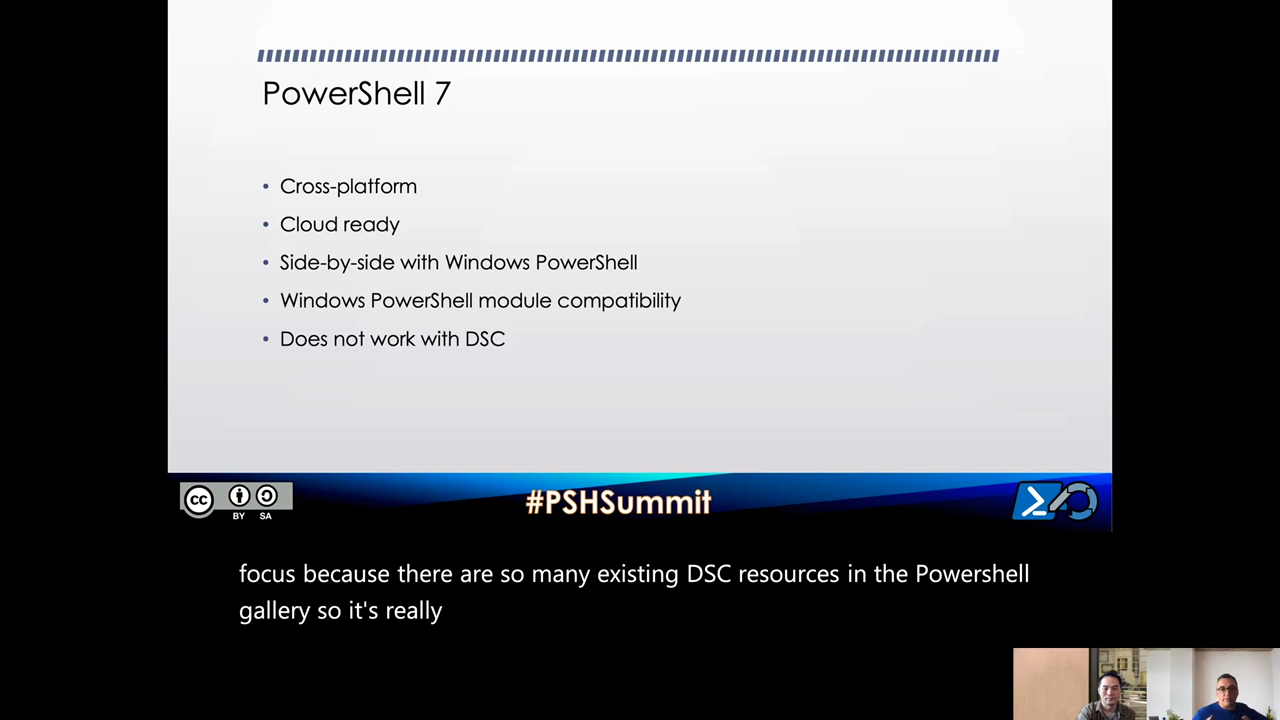 PowerShell 7
• Cross-platform
• Cloud ready
• Side-by-side with Windows PowerShell
• Windows PowerShell module compatibility
• Does not work with DSC
cc
BY SA
#PSHSummit
focus because there are so many existing DSC resources in the Powershell
gallery so it's really